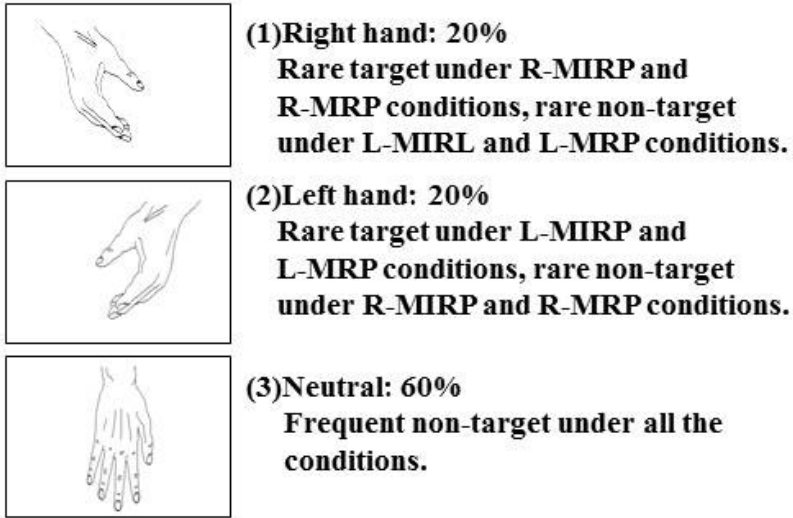 (1)Right hand: 20%
Rare target under R-MIRP and
R-MRP conditions, rare non-target
under L-MIRL and L-MRP conditions.
(2)Left hand: 20%
Rare target under L-MIRP and
L-MRP conditions, rare non-target
under R-MIRP and R-MRP conditions.
(3)Neutral: 60%
Frequent non-target under all the
conditions.